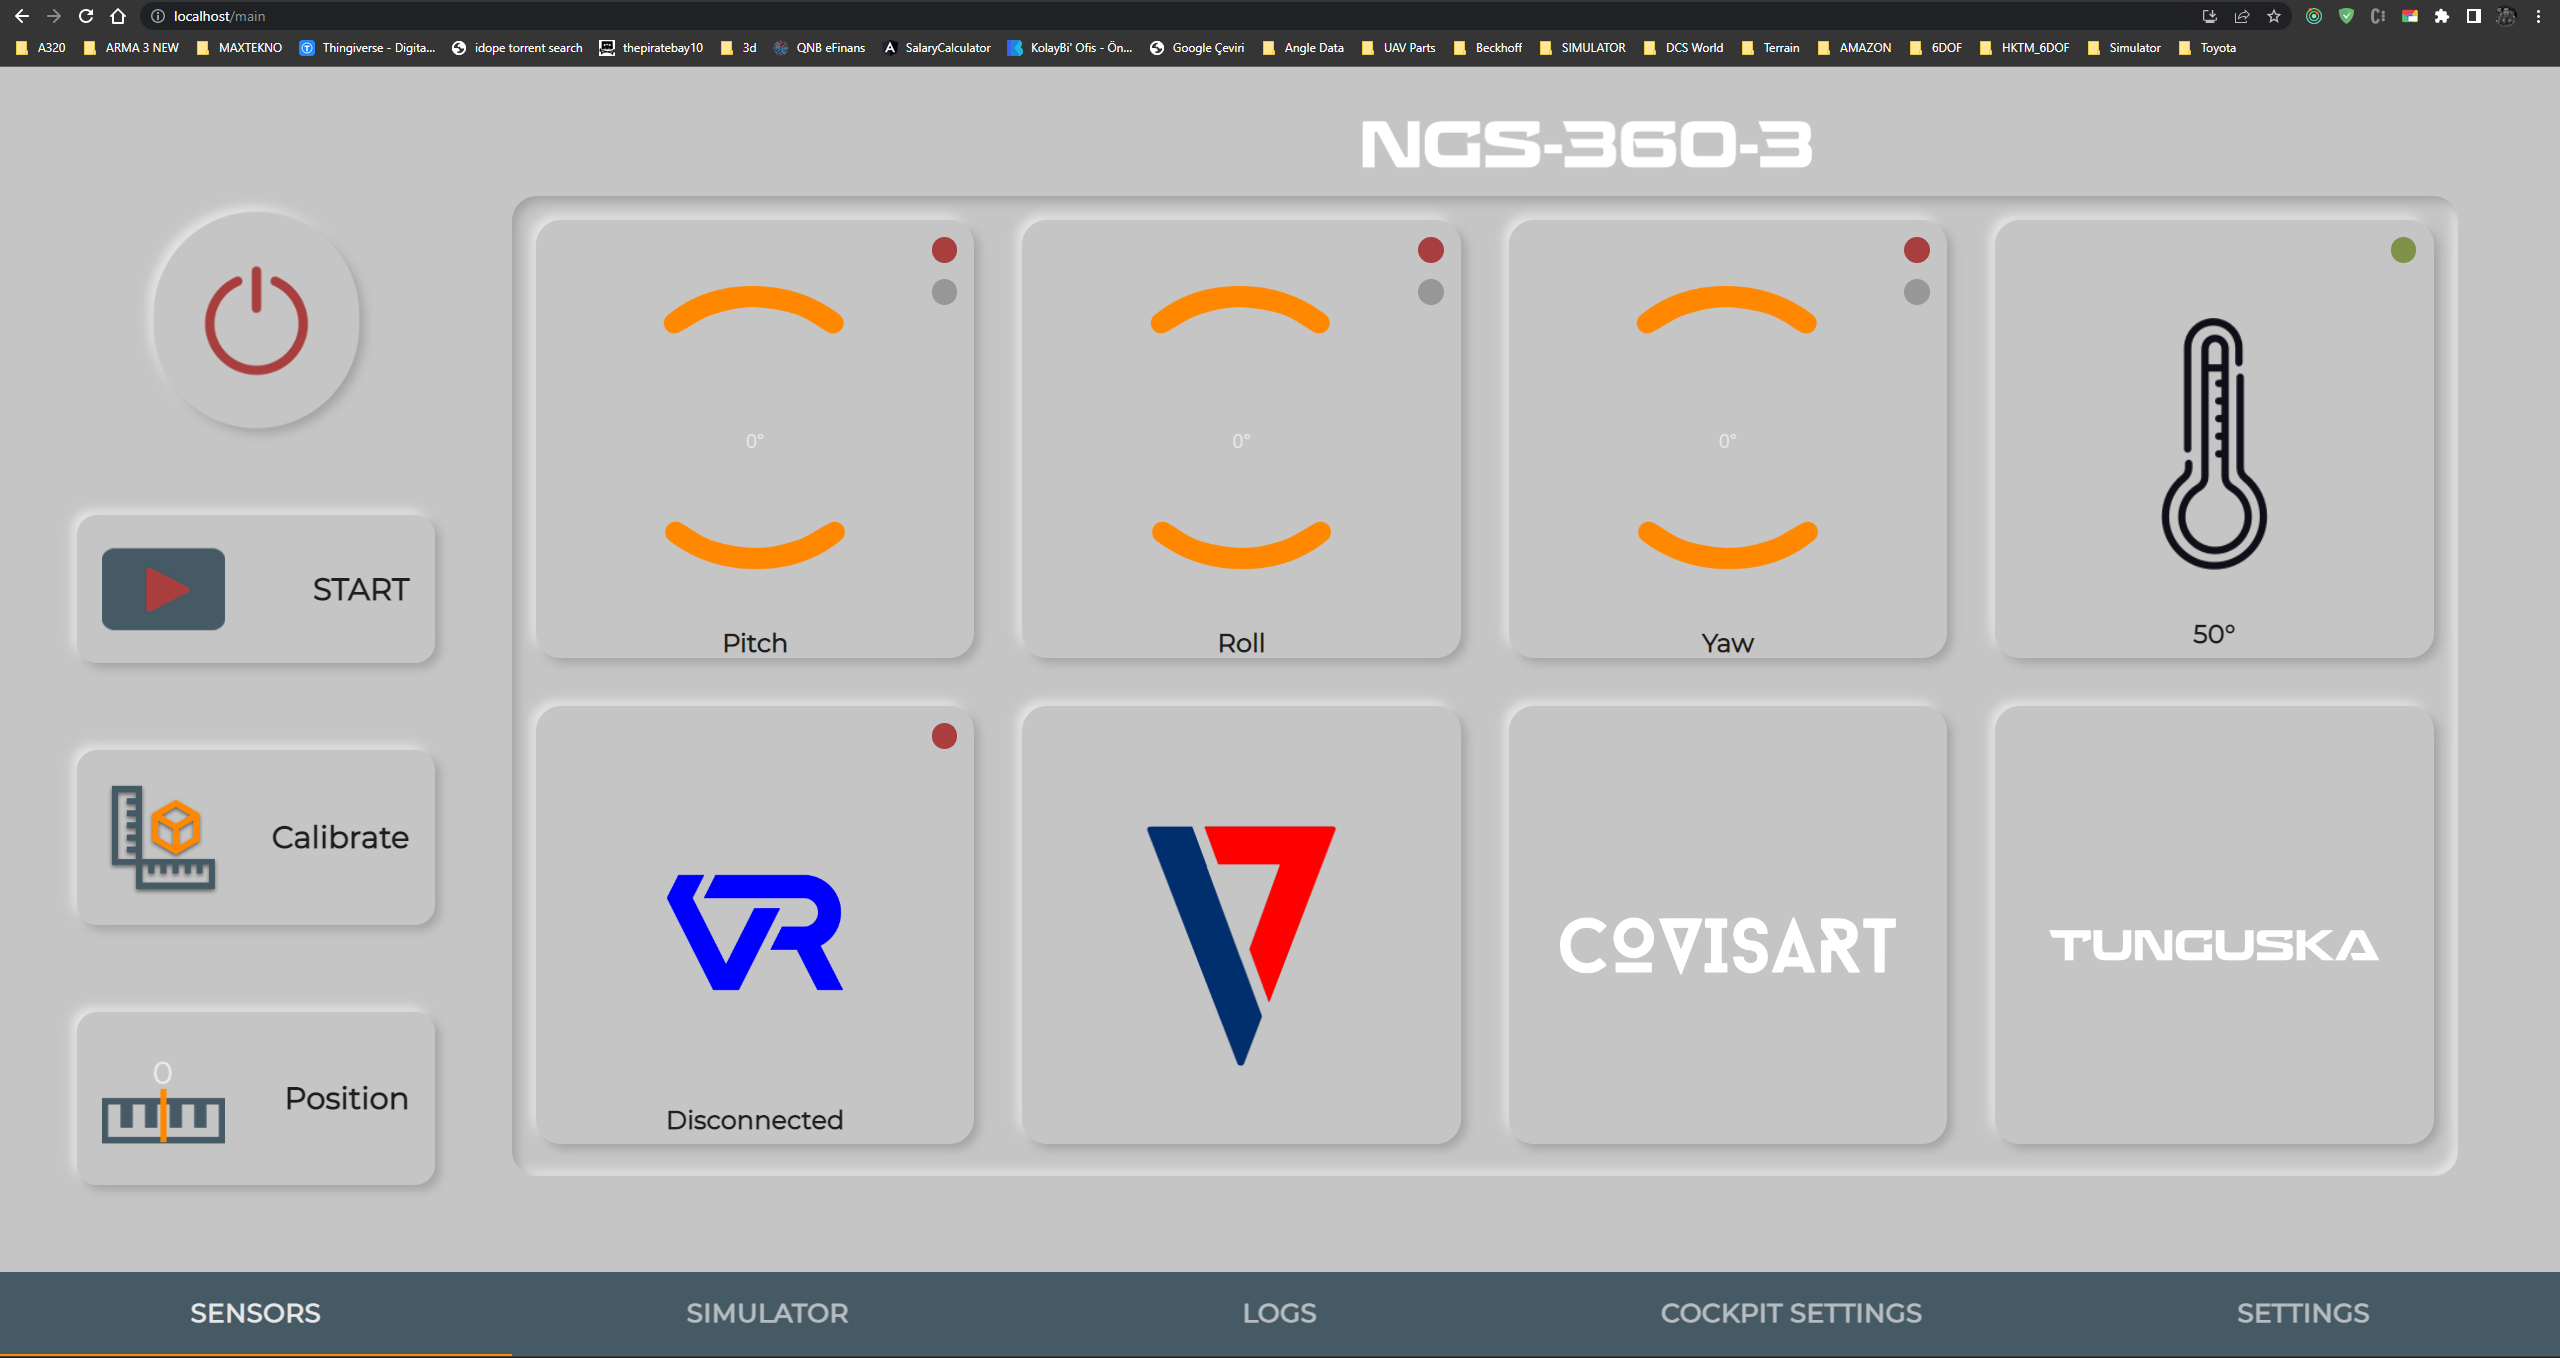 localhost/main
A320 ARMA 3 NEW MAXTEKNO Thingiverse - Digita... idope torrent search thepiratebay10 3d QNB eFinans SalaryCalculator KolayBi' Ofis - Ön... Google Çeviri Angle Data UAV Parts Beckhoff SIMULATOR DCS World Terrain AMAZON 6DOF HKTM_6DOF Simulator Toyota
NGS-360-3
0° 0° 0°
START
Pitch Roll Yaw 50°
Calibrate
VR COVISART TUNGUSKA
0
Position
Disconnected
SENSORS SIMULATOR LOGS COCKPIT SETTINGS SETTINGS